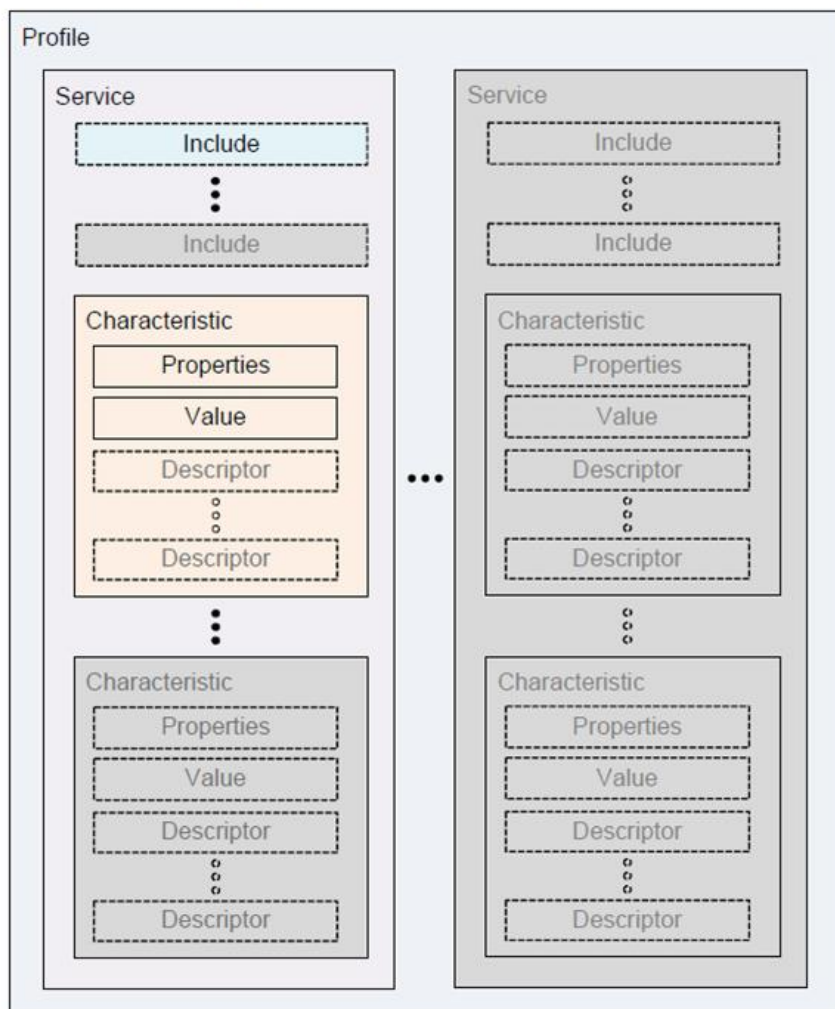 Profile
Service
Include
Include
Characteristic
Properties
Value
Descriptor
Descriptor
Characteristic
Properties
Value
Descriptor
Descriptor
Service
Include
Include
Characteristic
Properties
Value
Descriptor
Descriptor
Characteristic
Properties
Value
Descriptor
Descriptor